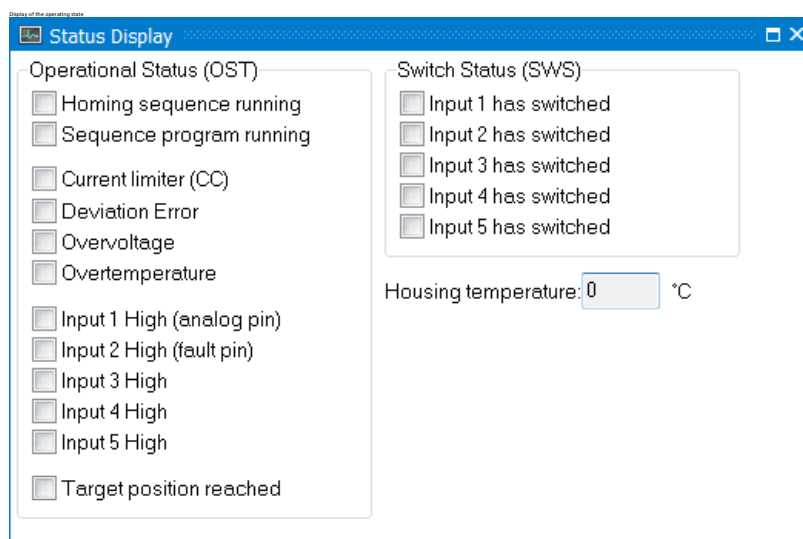 Display of the operating state
Status Display
Operational Status (OST)
Homing sequence running
Sequence program running
Current limiter (CC)
Deviation Error
Overvoltage
Overtemperature
Input 1 High (analog pin)
Input 2 High (fault pin)
Input 3 High
Input 4 High
Input 5 High
Target position reached
Switch Status (SWS)
Input 1 has switched
Input 2 has switched
Input 3 has switched
Input 4 has switched
Input 5 has switched
Housing temperature: 0 °C